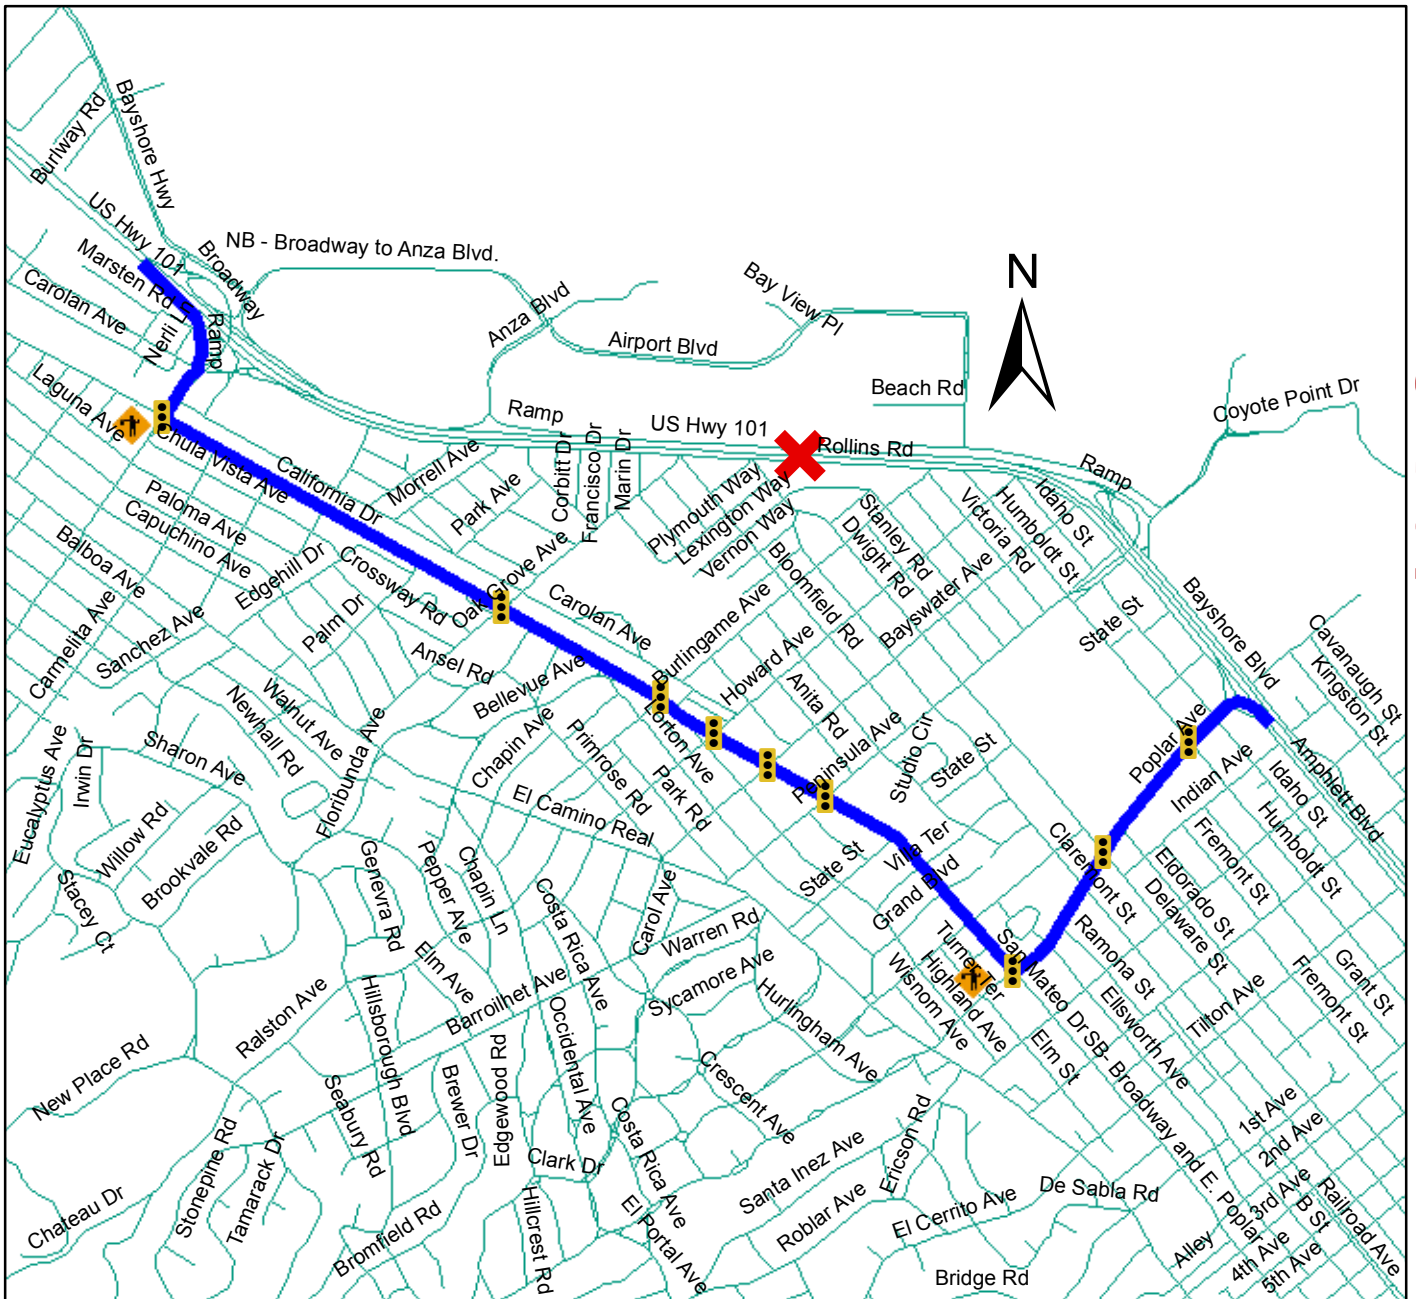 Burlway Rd
Bayshore Hwy
US Hwy 101
Broadway
NB - Broadway to Anza Blvd.
Marsten Rd
Carolan Ave
Nerli Ln
Ramp
Anza Blvd
Bay View Pl
Airport Blvd
N
Beach Rd
Coyote Point Dr
Laguna Ave
Ramp
US Hwy 101
Rollins Rd
Ramp
Chula Vista Ave
California Dr
Morrell Ave
Park Ave
Corbitt Dr
Francisco Dr
Marin Dr
Plymouth Way
Lexington Way
Vernon Way
Stanley Rd
Dwight Rd
Victoria Rd
Humboldt St
Idaho St
Paloma Ave
Capuchino Ave
Balboa Ave
Edgehill Dr
Crossway Rd
Oak Grove Ave
Carolan Ave
Bloomfield Rd
Bayswater Ave
Burlingame Ave
Howard Ave
State St
Bayshore Blvd
Cavanaugh St
Kingston St
Carmelita Ave
Sanchez Ave
Palm Dr
Ansel Rd
Bellevue Ave
Anita Rd
Walnut Ave
Newhall Rd
Lorton Ave
Peninsula Ave
Studio Cir
State St
Poplar Ave
Indian Ave
Amphlett Blvd
Idaho St
Humboldt St
Eucalyptus Ave
Irwin Dr
Sharon Ave
Floribunda Ave
Chapin Ave
Primrose Rd
Park Rd
El Camino Real
Willow Rd
Brookvale Rd
Stacey Ct
Genevra Rd
Pepper Ave
Chapin Ln
Costa Rica Ave
Carol Ave
State St
Villa Ter
Grand Blvd
Claremont St
Fremont St
Eldorado St
Delaware St
Warren Rd
Sycamore Ave
Turner Ter
Highland Ave
Wisnom Ave
San Mateo Dr
Ramona St
Ellsworth Ave
Tilton Ave
Fremont St
Grant St
Elm Ave
Barroilhet Ave
Hurlingham Ave
Elm St
SB- Broadway and E. Poplar
Ralston Ave
Hillsborough Blvd
Occidental Ave
New Place Rd
Seabury Rd
Brewer Dr
Edgewood Rd
Costa Rica Ave
Crescent Ave
1st Ave
2nd Ave
3rd Ave
B St
Railroad Ave
Stonepine Rd
Tamarack Dr
Clark Dr
Santa Inez Ave
Ericson Rd
De Sabla Rd
Chateau Dr
Bromfield Rd
Hillcrest Rd
El Portal Ave
Roblar Ave
El Cerrito Ave
Alley
4th Ave
5th Ave
Bridge Rd